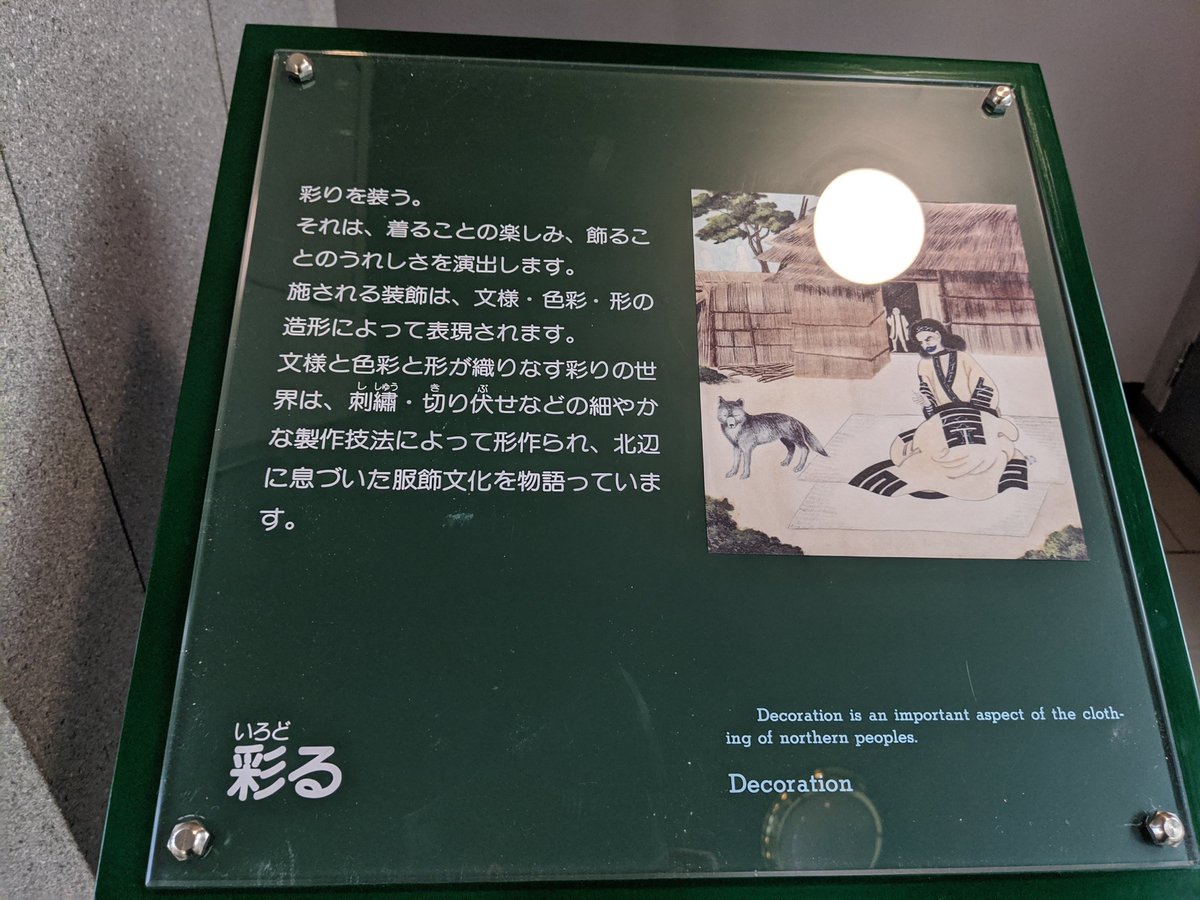 彩りを装う。
それは、着ることの楽しみ、飾るこ
とのうれしさを演出します。
施される装飾は、文様・色彩・形の
造形によって表現されます。
文様と色彩と形が織りなす彩りの世
し しゅう き ぶ
界は、刺繡・切り伏せなどの細やか
な製作技法によって形作られ、北辺
に息づいた服飾文化を物語っていま
す。
いろど
彩る
Decoration is an important aspect of the cloth-
ing of northern peoples.
Decoration